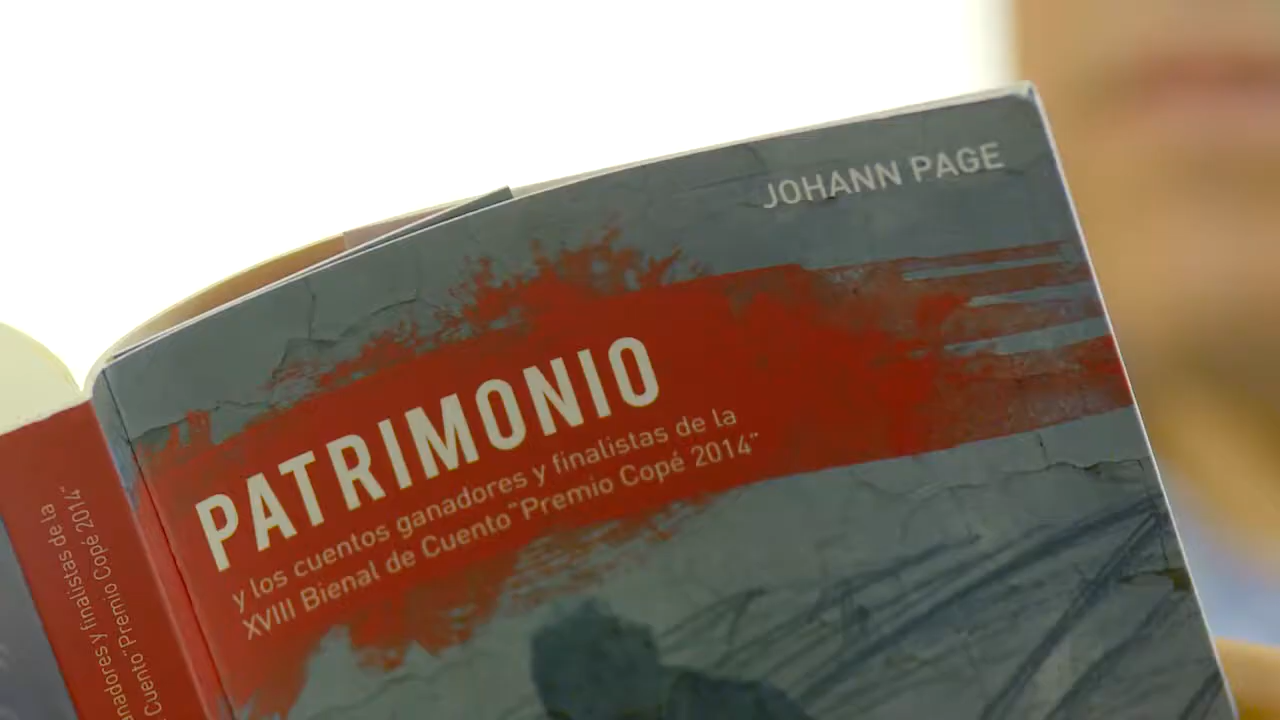 JOHANN PAGE
PATRIMONIO
y los cuentos ganadores y finalistas de la
XVIII Bienal de Cuento "Premio Copé 2014"
nadores y finalistas de la
Cuento "Premio Copé 2014"